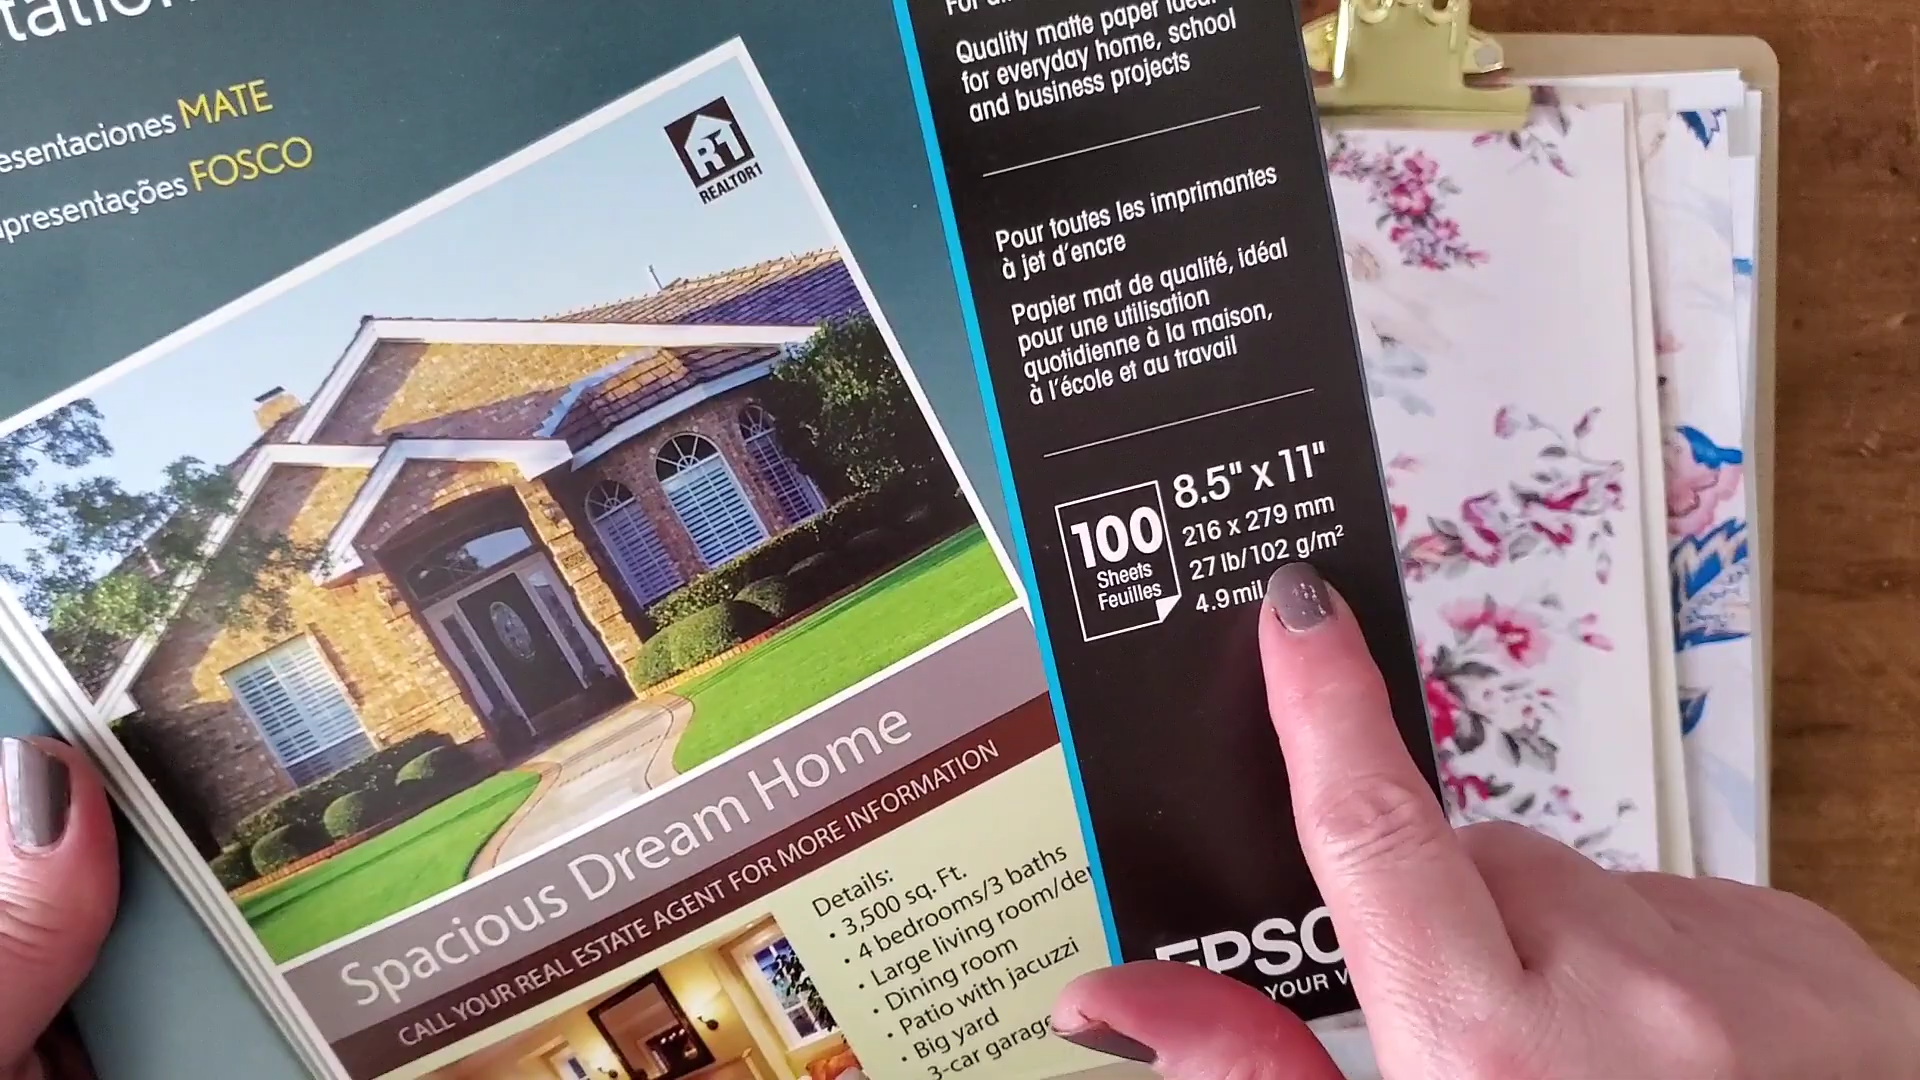 esentaciones MATE
apresentações FOSCO
RT
REALTOR1
Spacious Dream Home
CALL YOUR REAL ESTATE AGENT FOR MORE INFORMATION
Details:
• 3,500 sq. Ft.
• 4 bedrooms/3 baths
• Large living room/den
• Dining room
• Patio with jacuzzi
• Big yard
3-car garage
Quality matte paper ideal
for everyday home, school
and business projects
Pour toutes les imprimantes
à jet d'encre
Papier mat de qualité, idéal
pour une utilisation
quotidienne à la maison,
à l'école et au travail
100
Sheets
Feuilles
8.5" x 11"
216 x 279 mm
27 lb/102 g/m²
4.9 mil
EPSO
YOUR